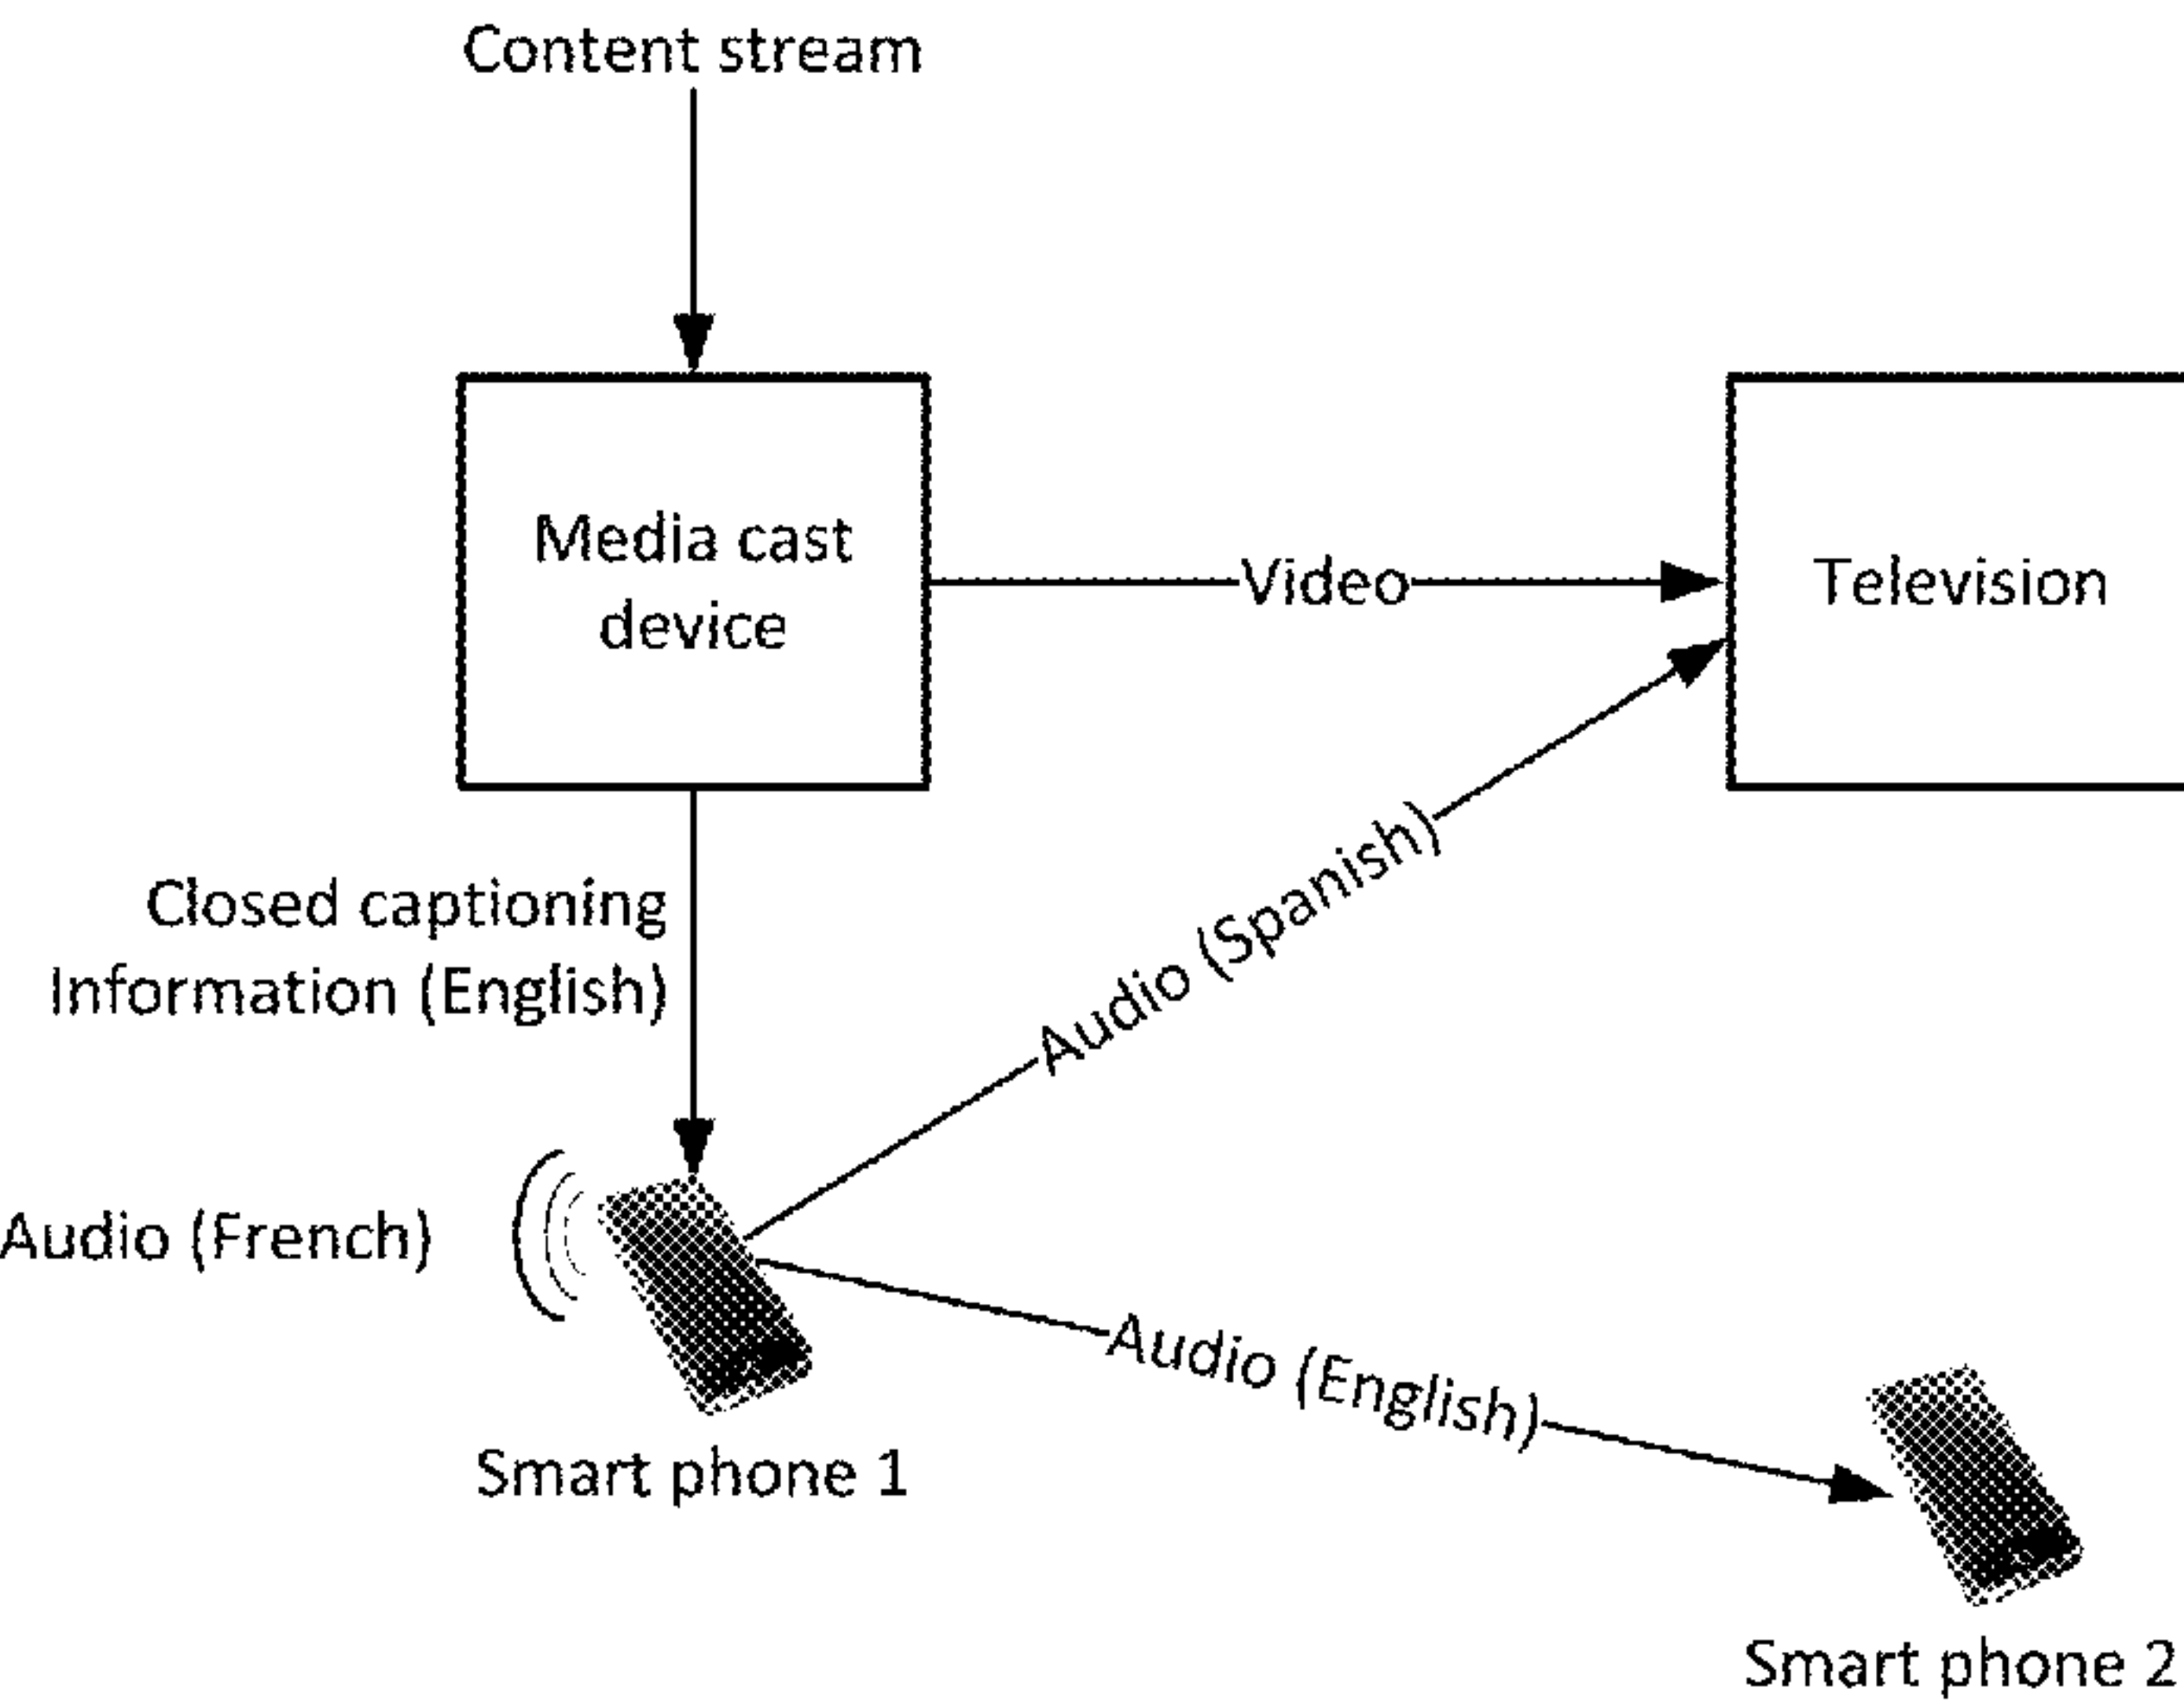 Content stream
Media cast
device
Video
Television
Closed captioning
Information (English)
Audio (Spanish)
Audio (French)
Audio (English)
Smart phone 1
Smart phone 2